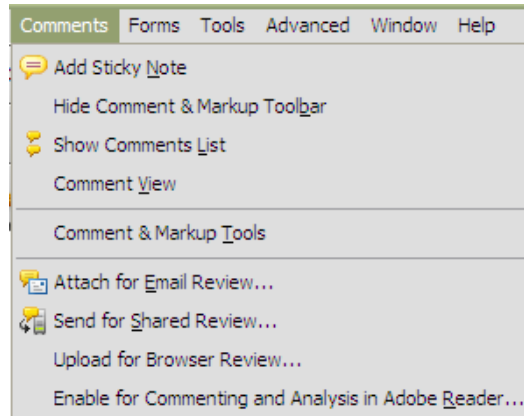 Comments Forms Tools Advanced Window Help
Add Sticky Note
Hide Comment & Markup Toolbar
Show Comments List
Comment View
Comment & Markup Tools
Attach for Email Review...
Send for Shared Review...
Upload for Browser Review...
Enable for Commenting and Analysis in Adobe Reader...